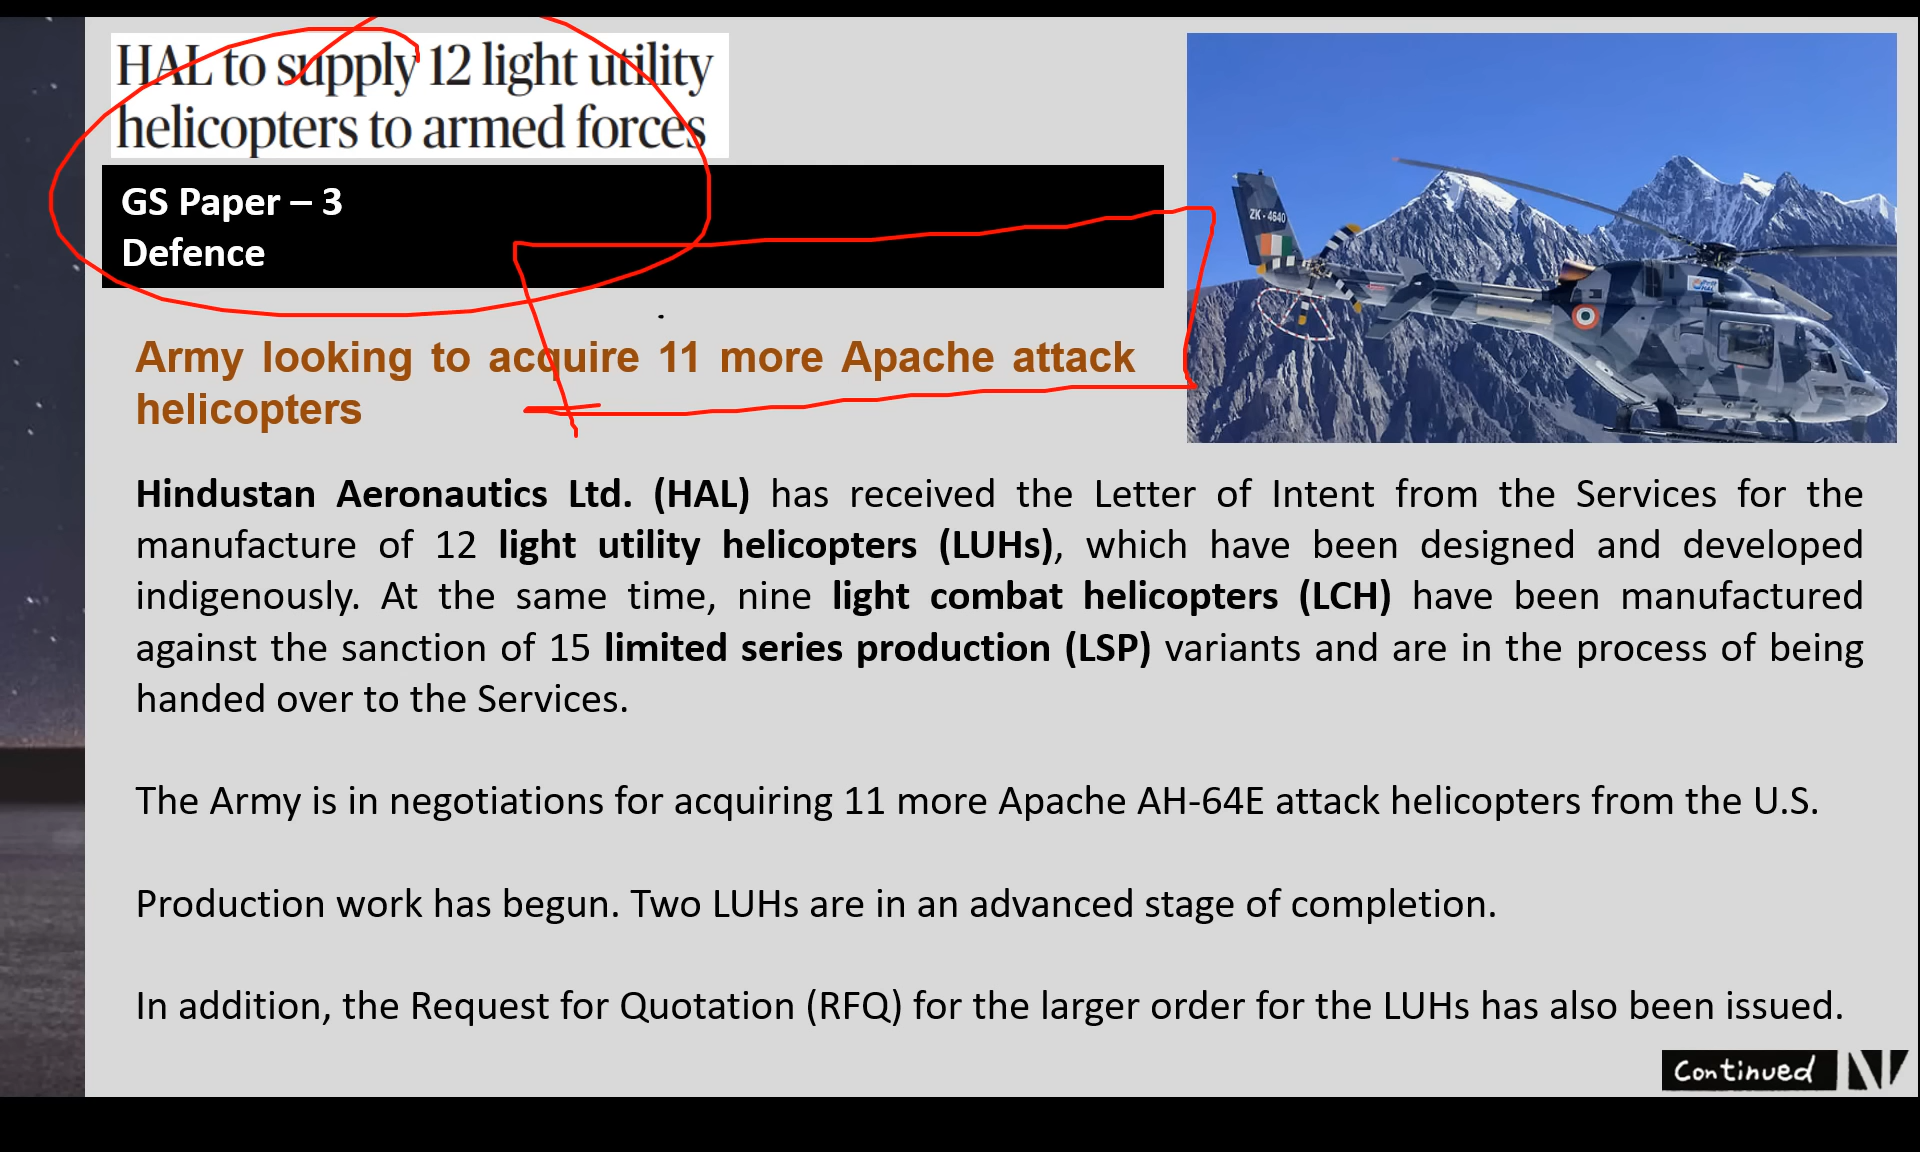 HAL to supply 12 light utility
helicopters to armed forces
GS Paper – 3
Defence
ZK - 4640
Army looking to acquire 11 more Apache attack
helicopters
Hindustan Aeronautics Ltd. (HAL) has received the Letter of Intent from the Services for the
manufacture of 12 light utility helicopters (LUHs), which have been designed and developed
indigenously. At the same time, nine light combat helicopters (LCH) have been manufactured
against the sanction of 15 limited series production (LSP) variants and are in the process of being
handed over to the Services.
The Army is in negotiations for acquiring 11 more Apache AH-64E attack helicopters from the U.S.
Production work has begun. Two LUHs are in an advanced stage of completion.
In addition, the Request for Quotation (RFQ) for the larger order for the LUHs has also been issued.
Continued